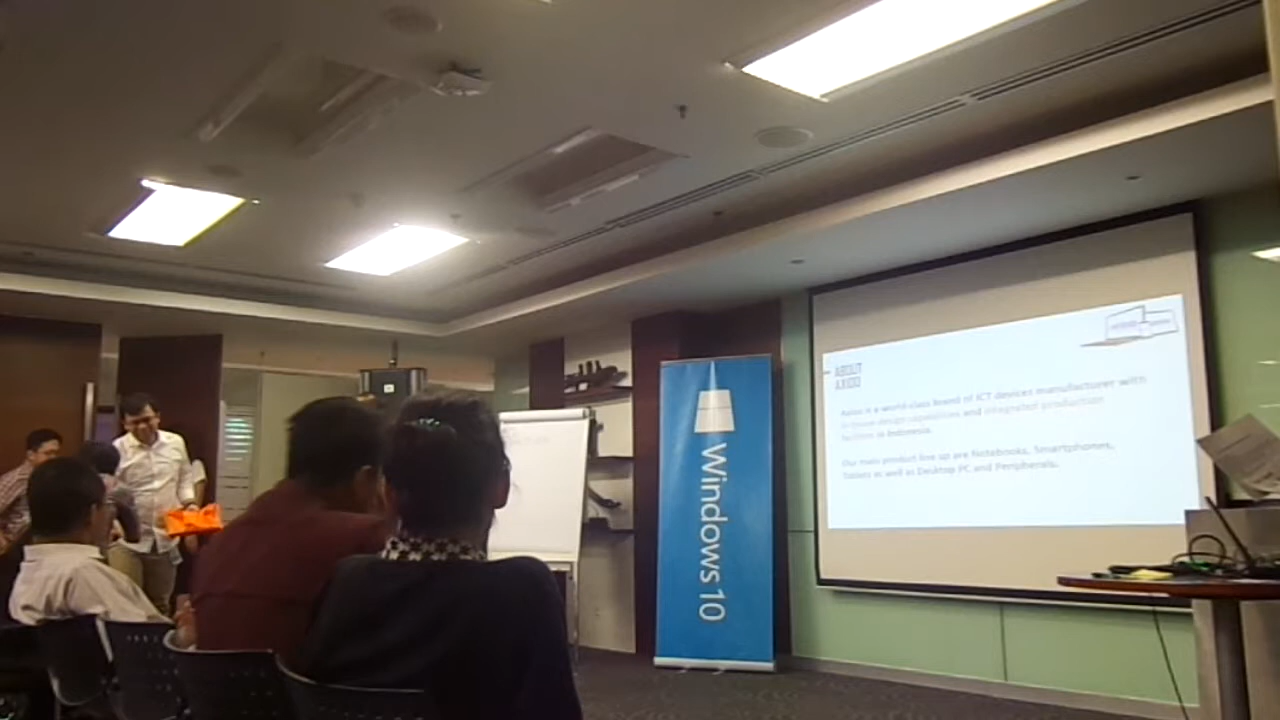 Windows 10
ABOUT
AXIOO
Axioo is a world-class brand of ICT devices manufacturer with
in-house design capabilities and integrated production
facilities in Indonesia.
Our main product line up are Notebooks, Smartphones,
Tablets as well as Desktop PC and Peripherals.